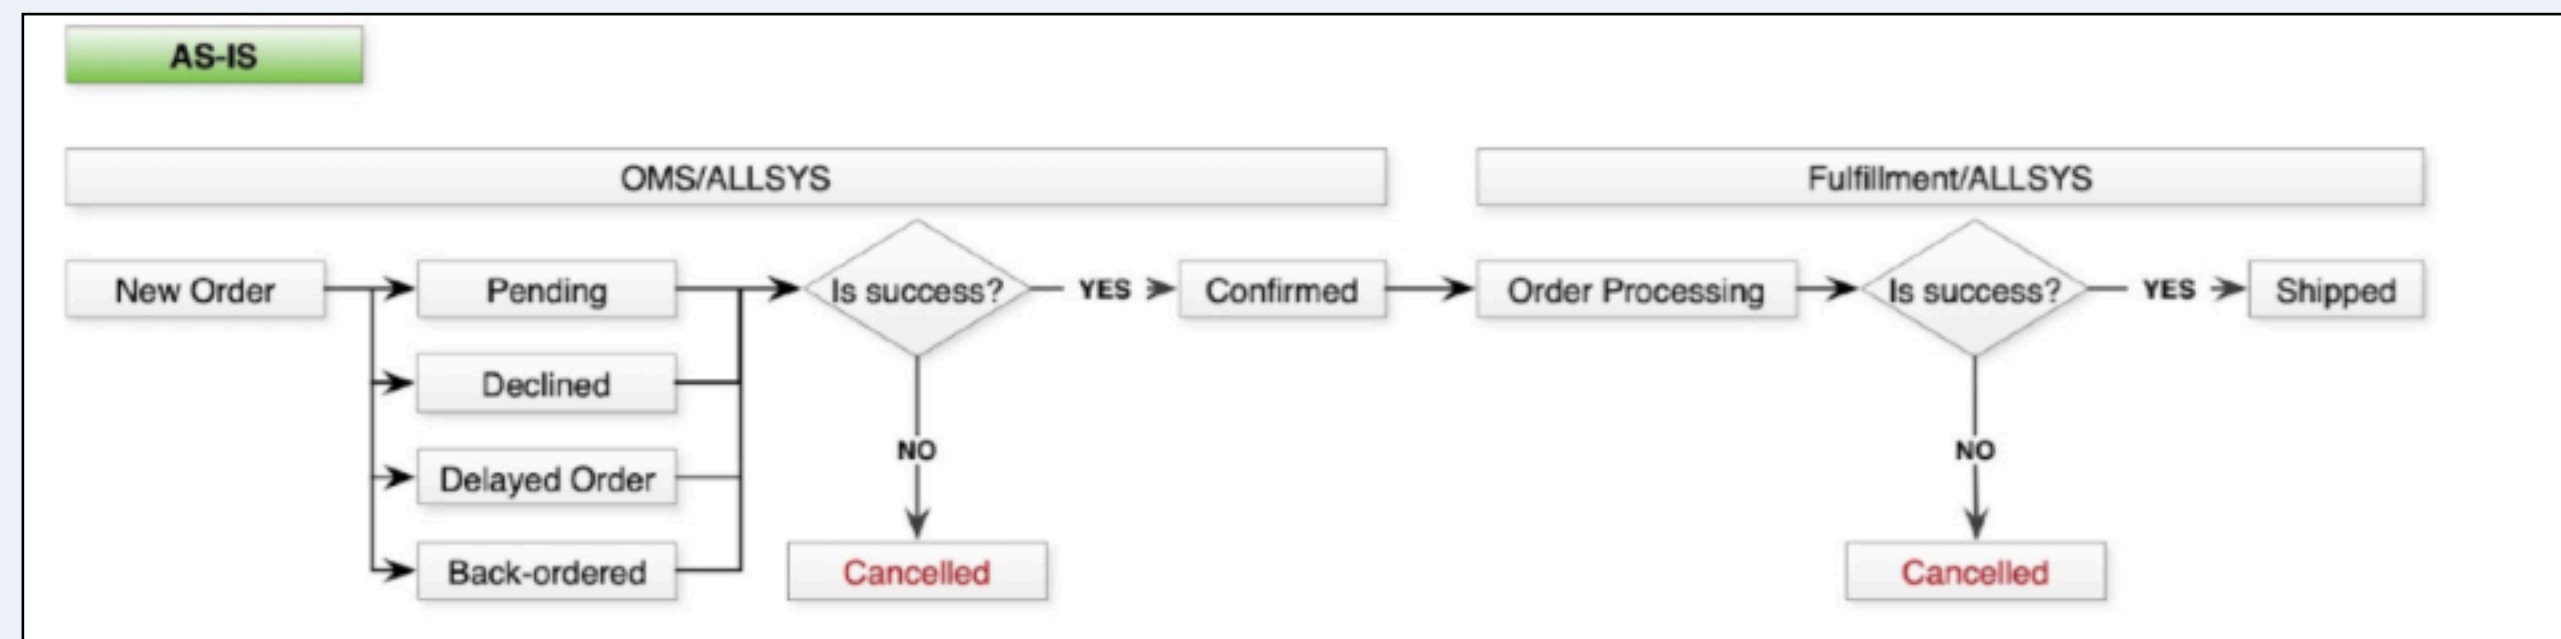 AS-IS
OMS/ALLSYS
Fulfillment/ALLSYS
New Order
Pending
Is success?
YES
Confirmed
Order Processing
Is success?
YES
Shipped
Declined
NO
NO
Delayed Order
Back-ordered
Cancelled
Cancelled